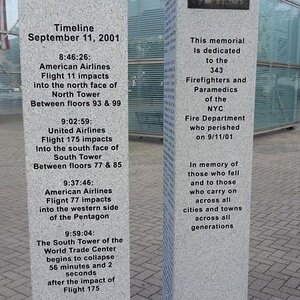 Timeline
September 11, 2001
8:46:26:
American Airlines
Flight 11 impacts
into the north face of
North Tower
Between floors 93 & 99
9:02:59:
United Airlines
Flight 175 impacts
Into the south face of
South Tower
Between floors 77 & 85
9:37:46:
American Airlines
Flight 77 impacts
into the western side
of the Pentagon
9:59:04:
The South Tower of the
World Trade Center
begins to collapse
56 minutes and 2
seconds
after the impact of
Flight 175
This memorial
is dedicated
to the
343
Firefighters and
Paramedics
of the
NYC
Fire Department
who perished
on 9/11/01
In memory of
those who fell
and to those
who carry on
across all
cities and towns
across all
generations